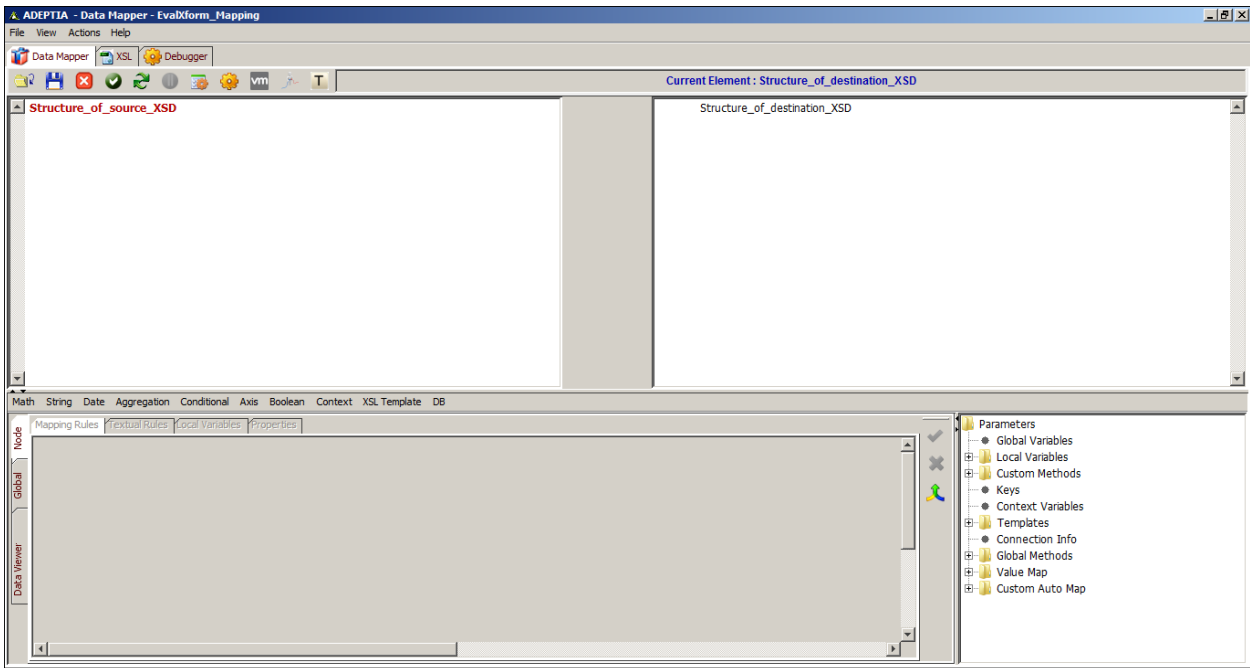 ADEPTIA - Data Mapper - EvalXform_Mapping
File View Actions Help
Data Mapper XSL Debugger
vm T Current Element : Structure_of_destination_XSD
Structure_of_source_XSD
Structure_of_destination_XSD
Math String Date Aggregation Conditional Axis Boolean Context XSL Template DB
Mapping Rules Textual Rules Local Variables Properties
Node
Global
Data Viewer
Parameters
Global Variables
Local Variables
Custom Methods
Keys
Context Variables
Templates
Connection Info
Global Methods
Value Map
Custom Auto Map